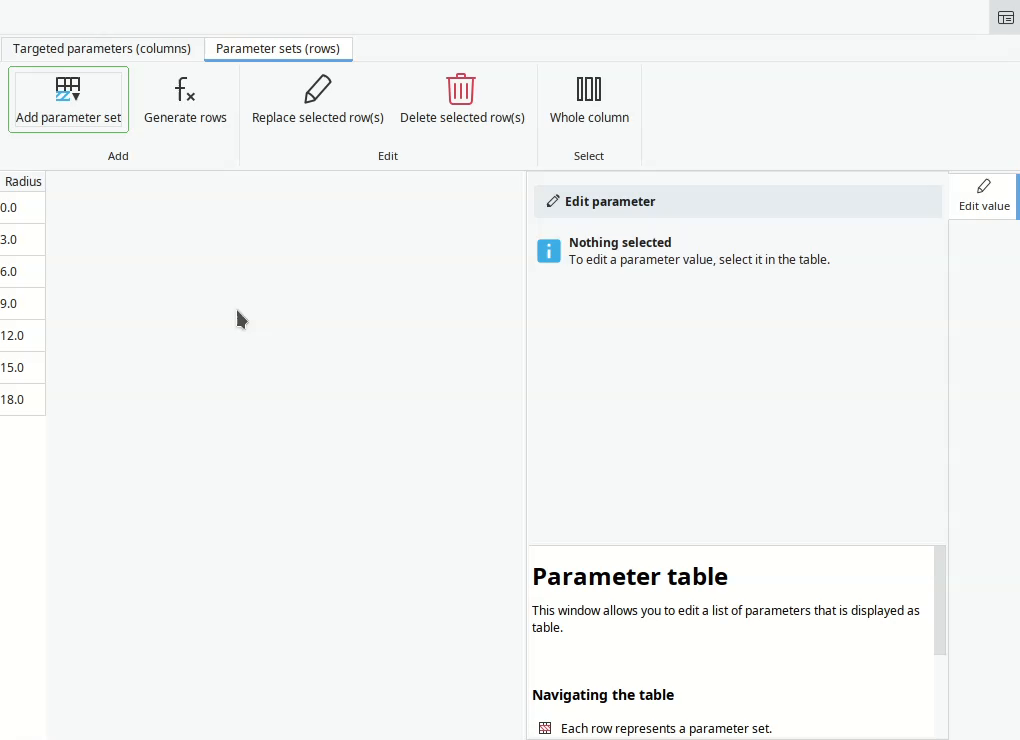 Targeted parameters (columns)
Parameter sets (rows)
Add parameter set
Generate rows
Replace selected row(s)
Delete selected row(s)
Whole column
Add
Edit
Select
Radius
0.0
3.0
6.0
9.0
12.0
15.0
18.0
Edit parameter
Nothing selected
To edit a parameter value, select it in the table.
Edit value
Parameter table
This window allows you to edit a list of parameters that is displayed as
table.
Navigating the table
Each row represents a parameter set.